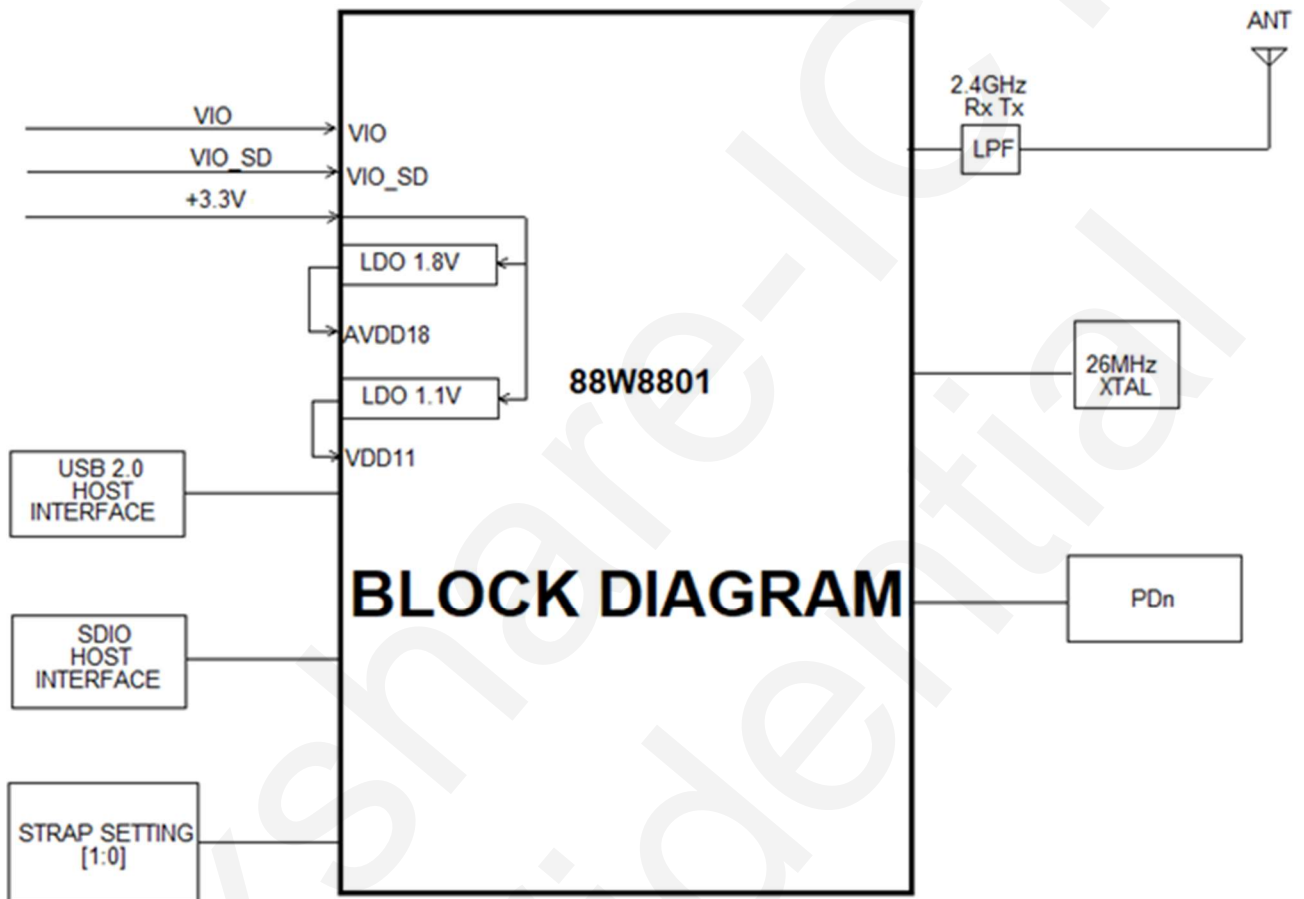 ANT
2.4GHz
Rx Tx
LPF
VIO
VIO
VIO_SD
VIO_SD
+3.3V
LDO 1.8V
AVDD18
88W8801
LDO 1.1V
VDD11
26MHz
XTAL
USB 2.0
HOST
INTERFACE
BLOCK DIAGRAM
PDn
SDIO
HOST
INTERFACE
STRAP SETTING
[1:0]